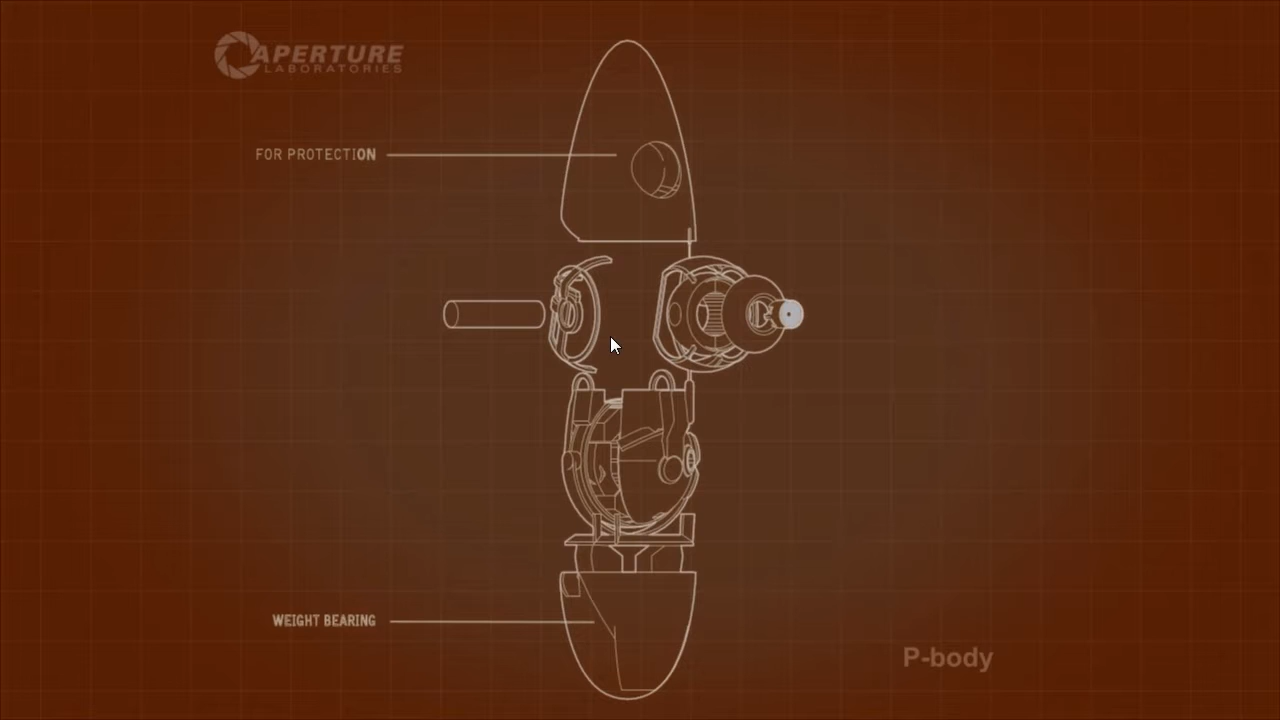 APERTURE
LABORATORIES
FOR PROTECTION
WEIGHT BEARING
P-body